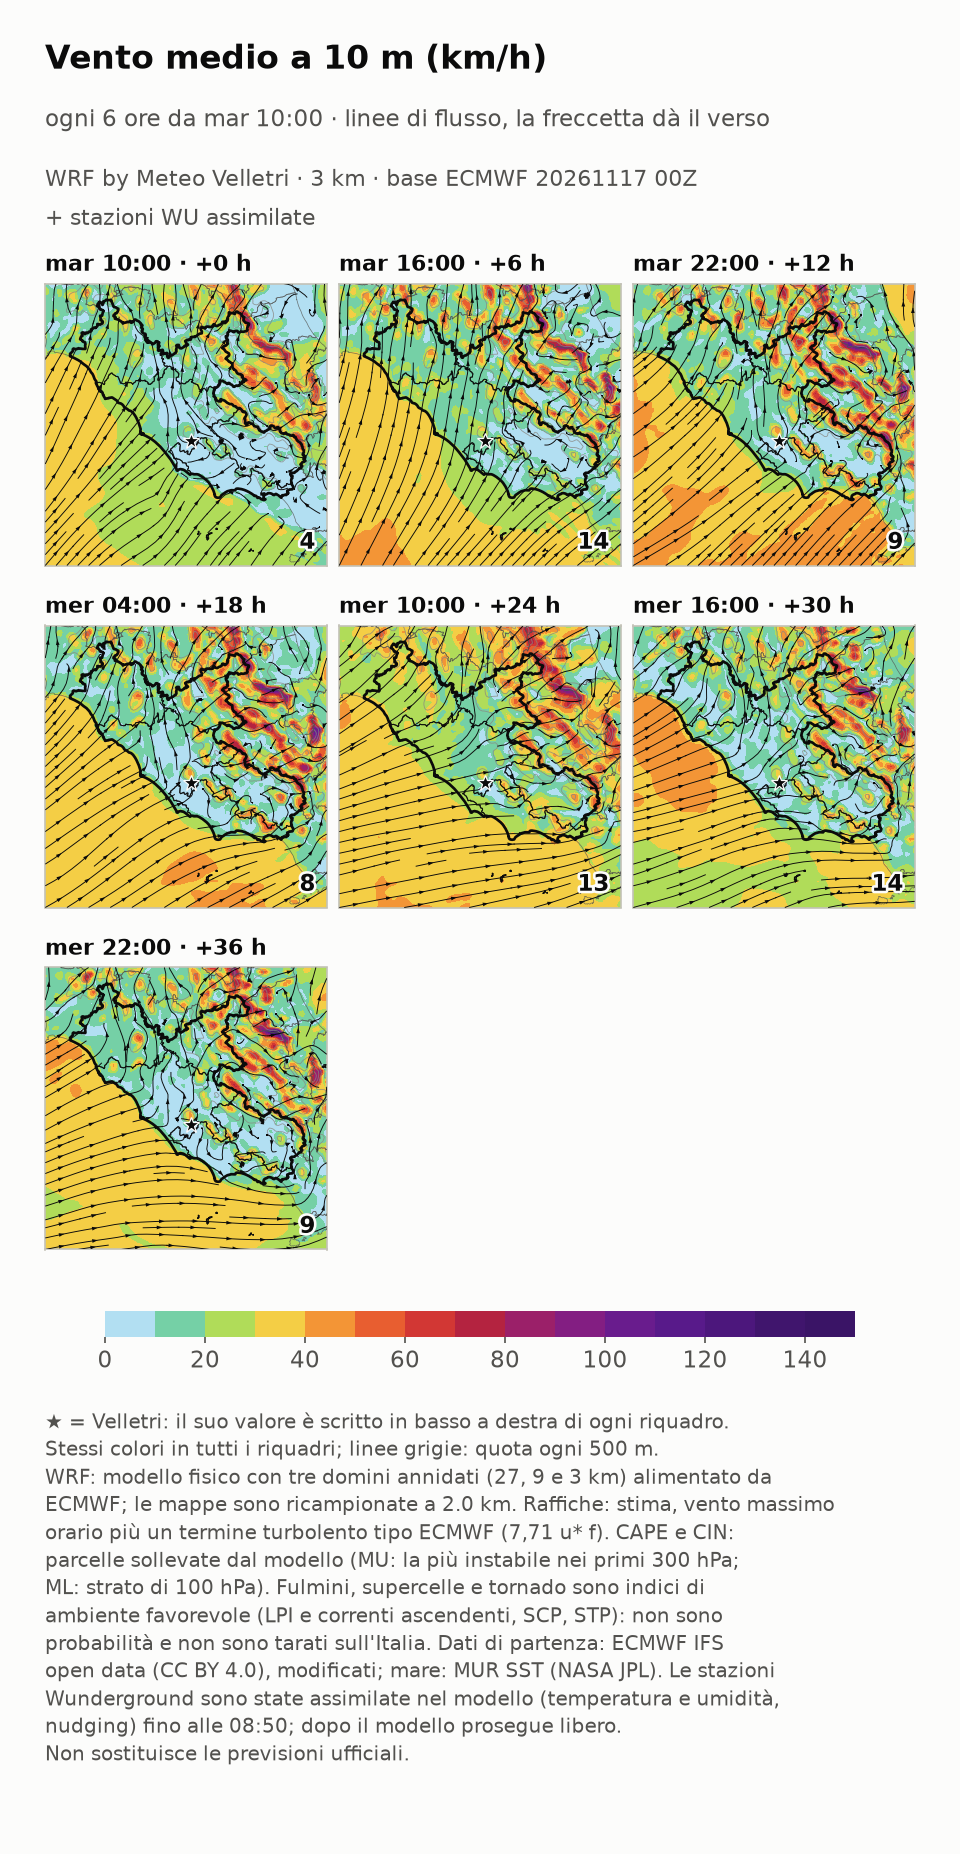 Vento medio a 10 m (km/h)
ogni 6 ore da mar 10:00 · linee di flusso, la freccetta dà il verso
WRF by Meteo Velletri · 3 km · base ECMWF 20261117 00Z
+ stazioni WU assimilate
mar 10:00 · +0 h
mar 16:00 · +6 h
mar 22:00 · +12 h
4
14
9
mer 04:00 · +18 h
mer 10:00 · +24 h
mer 16:00 · +30 h
8
13
14
mer 22:00 · +36 h
9
0 20 40 60 80 100 120 140
★ = Velletri: il suo valore è scritto in basso a destra di ogni riquadro.
Stessi colori in tutti i riquadri; linee grigie: quota ogni 500 m.
WRF: modello fisico con tre domini annidati (27, 9 e 3 km) alimentato da
ECMWF; le mappe sono ricampionate a 2.0 km. Raffiche: stima, vento massimo
orario più un termine turbolento tipo ECMWF (7,71 u* f). CAPE e CIN:
parcelle sollevate dal modello (MU: la più instabile nei primi 300 hPa;
ML: strato di 100 hPa). Fulmini, supercelle e tornado sono indici di
ambiente favorevole (LPI e correnti ascendenti, SCP, STP): non sono
probabilità e non sono tarati sull'Italia. Dati di partenza: ECMWF IFS
open data (CC BY 4.0), modificati; mare: MUR SST (NASA JPL). Le stazioni
Wunderground sono state assimilate nel modello (temperatura e umidità,
nudging) fino alle 08:50; dopo il modello prosegue libero.
Non sostituisce le previsioni ufficiali.